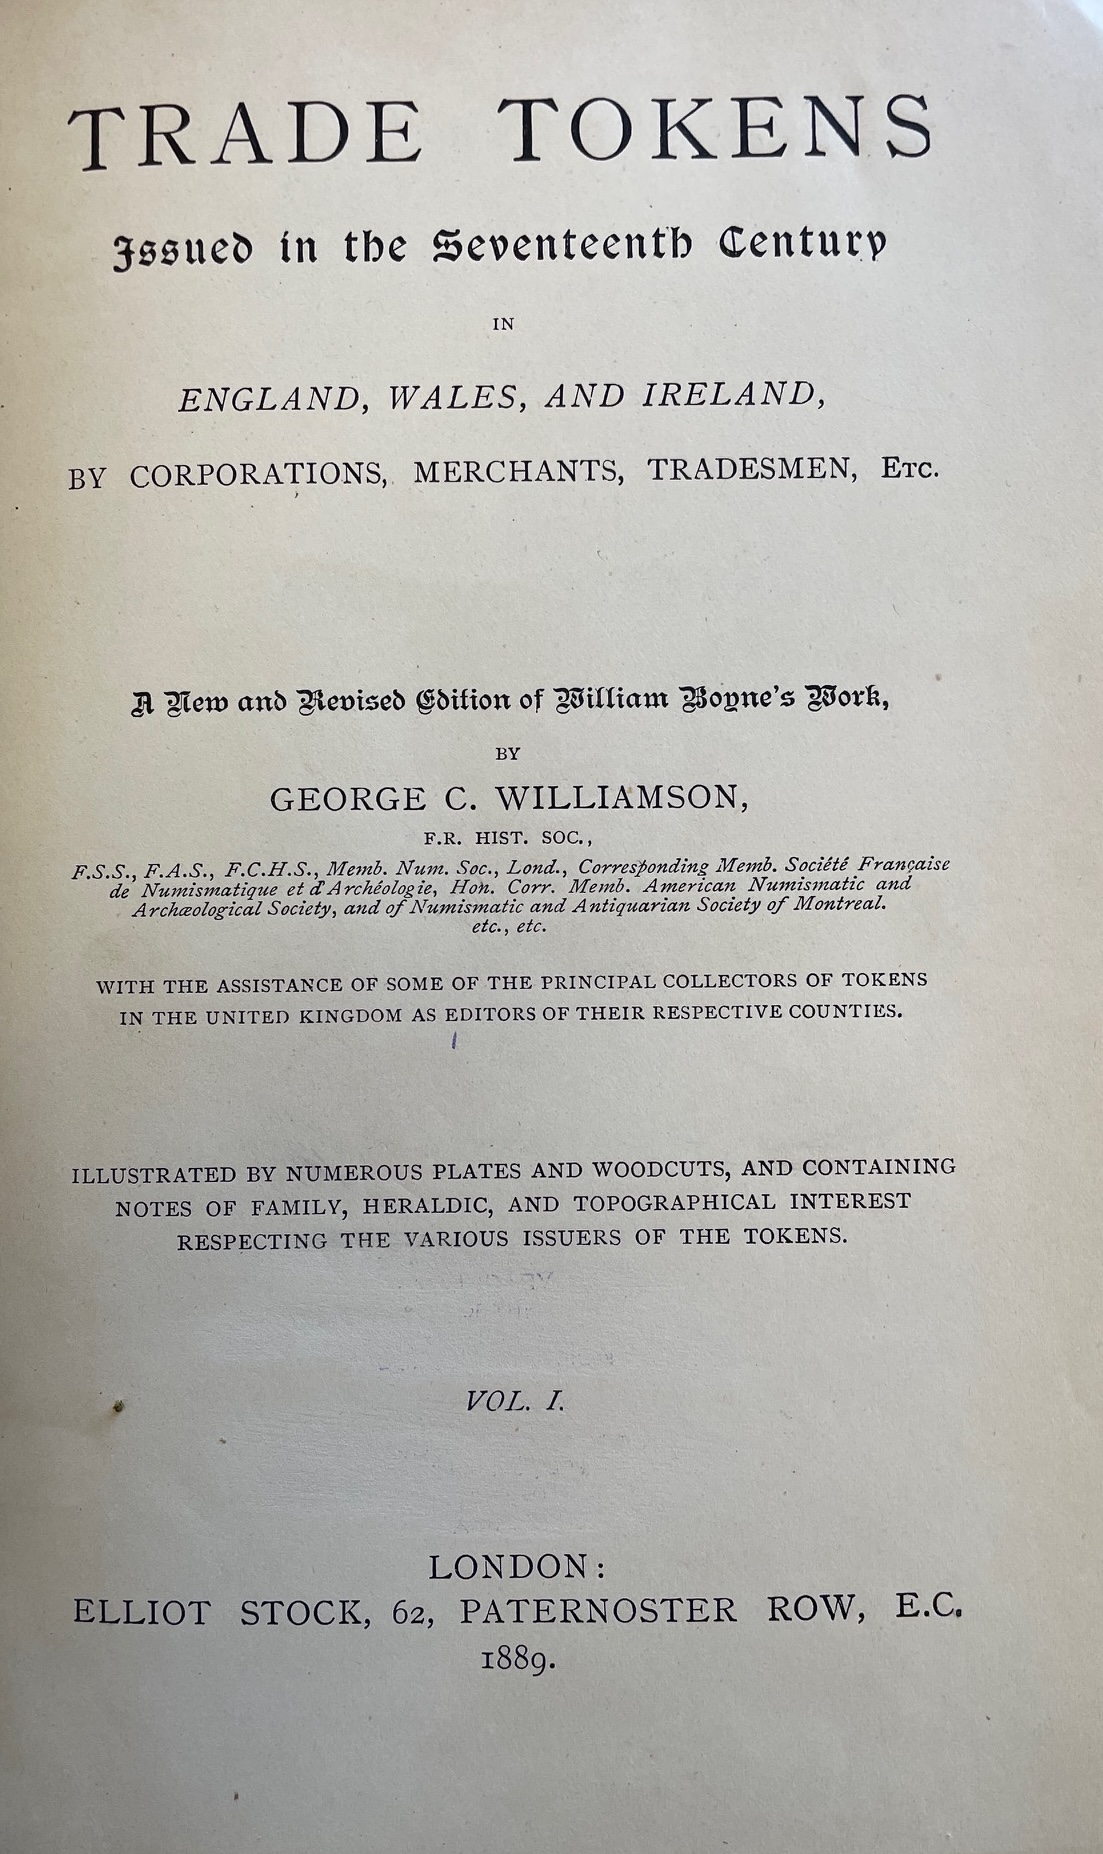 TRADE TOKENS
Issued in the Seventeenth Century
IN
ENGLAND, WALES, AND IRELAND,
BY CORPORATIONS, MERCHANTS, TRADESMEN, ETC.
A New and Revised Edition of William Boyne's Work,
BY
GEORGE C. WILLIAMSON,
F.R. HIST. SOC.,
F.S.S., F.A.S., F.C.H.S., Memb. Num. Soc., Lond., Corresponding Memb. Société Française
de Numismatique et d'Archéologie, Hon. Corr. Memb. American Numismatic and
Archæological Society, and of Numismatic and Antiquarian Society of Montreal.
etc., etc.
WITH THE ASSISTANCE OF SOME OF THE PRINCIPAL COLLECTORS OF TOKENS
IN THE UNITED KINGDOM AS EDITORS OF THEIR RESPECTIVE COUNTIES.
ILLUSTRATED BY NUMEROUS PLATES AND WOODCUTS, AND CONTAINING
NOTES OF FAMILY, HERALDIC, AND TOPOGRAPHICAL INTEREST
RESPECTING THE VARIOUS ISSUERS OF THE TOKENS.
VOL. I.
LONDON:
ELLIOT STOCK, 62, PATERNOSTER ROW, E.C.
1889.